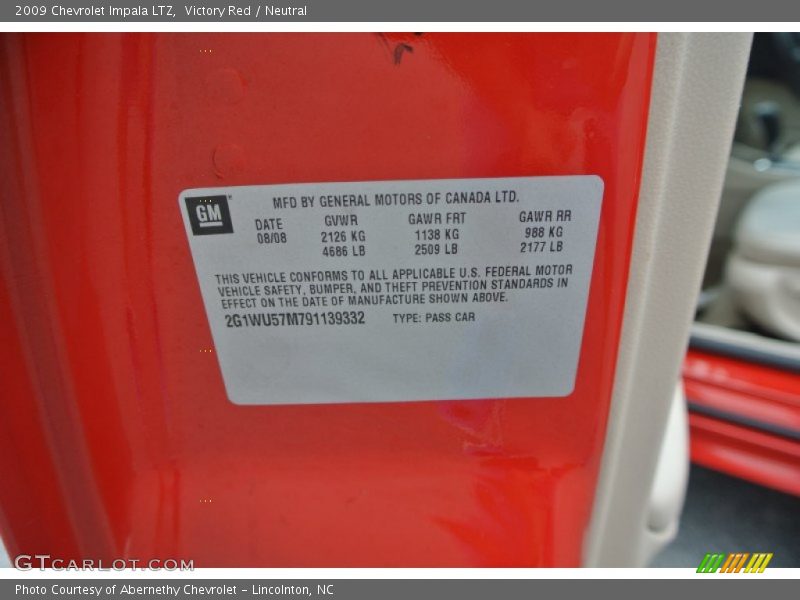 2009 Chevrolet Impala LTZ, Victory Red / Neutral
GM
MFD BY GENERAL MOTORS OF CANADA LTD.
DATE GVWR GAWR FRT GAWR RR
08/08 2126 KG 1138 KG 988 KG
4686 LB 2509 LB 2177 LB
THIS VEHICLE CONFORMS TO ALL APPLICABLE U.S. FEDERAL MOTOR
VEHICLE SAFETY, BUMPER, AND THEFT PREVENTION STANDARDS IN
EFFECT ON THE DATE OF MANUFACTURE SHOWN ABOVE.
2G1WU57M791139332 TYPE: PASS CAR
GTCARLOT.COM
Photo Courtesy of Abernethy Chevrolet – Lincolnton, NC